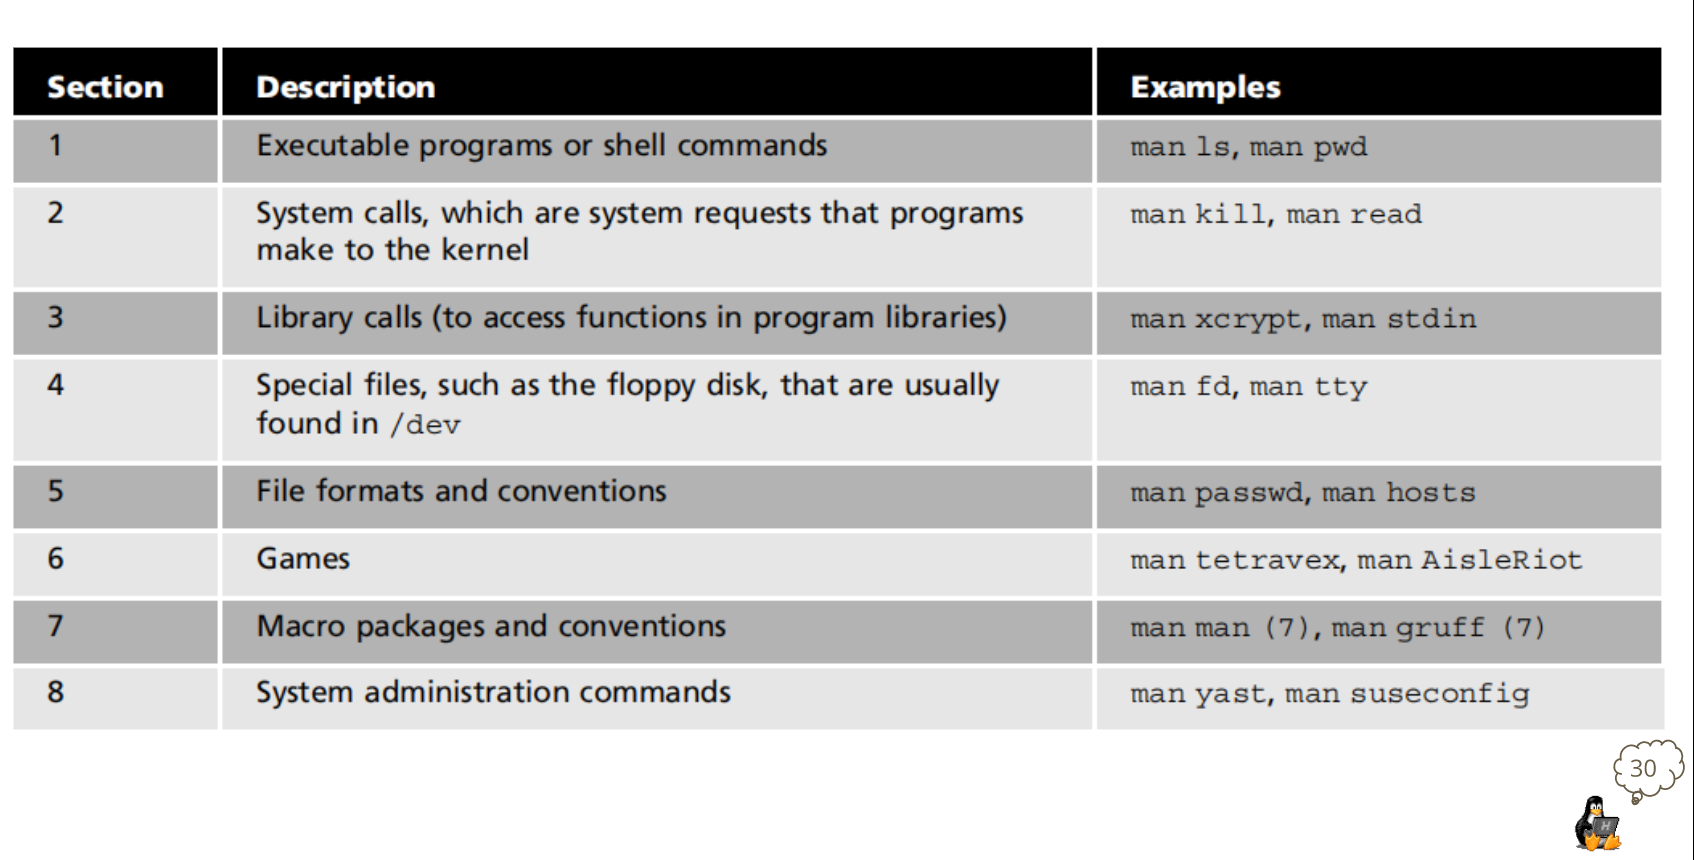 Section Description Examples
1 Executable programs or shell commands man ls, man pwd
2 System calls, which are system requests that programs man kill, man read
make to the kernel
3 Library calls (to access functions in program libraries) man xcrypt, man stdin
4 Special files, such as the floppy disk, that are usually man fd, man tty
found in /dev
5 File formats and conventions man passwd, man hosts
6 Games man tetravex, man AisleRiot
7 Macro packages and conventions man man (7), man gruff (7)
8 System administration commands man yast, man suseconfig
30
H